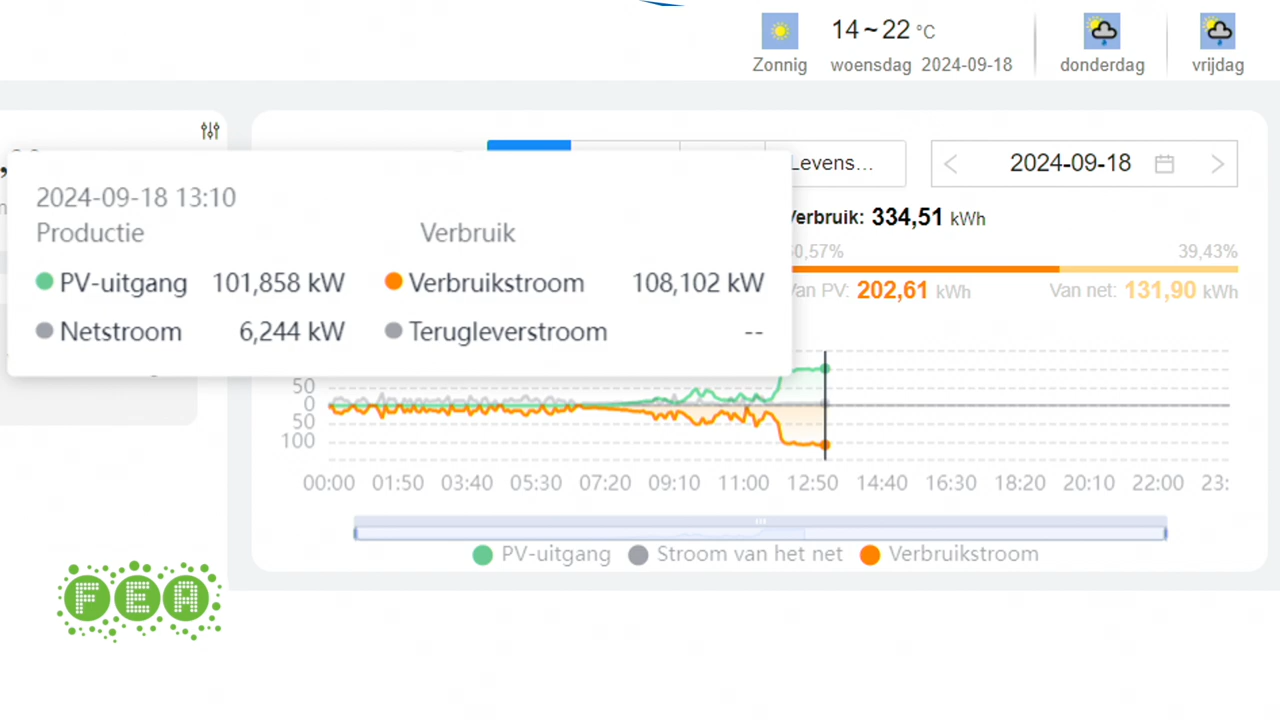 14~22 °C
Zonnig woensdag 2024-09-18 donderdag vrijdag
Levens... 2024-09-18
2024-09-18 13:10
Productie Verbruik
Verbruik: 334,51 kWh
PV-uitgang 101,858 kW Verbruikstroom 108,102 kW
Netstroom 6,244 kW Terugleverstroom --
0,57% 39,43%
Van PV: 202,61 kWh Van net: 131,90 kWh
50
0
50
100
00:00 01:50 03:40 05:30 07:20 09:10 11:00 12:50 14:40 16:30 18:20 20:10 22:00 23:
PV-uitgang Stroom van het net Verbruikstroom
FEA